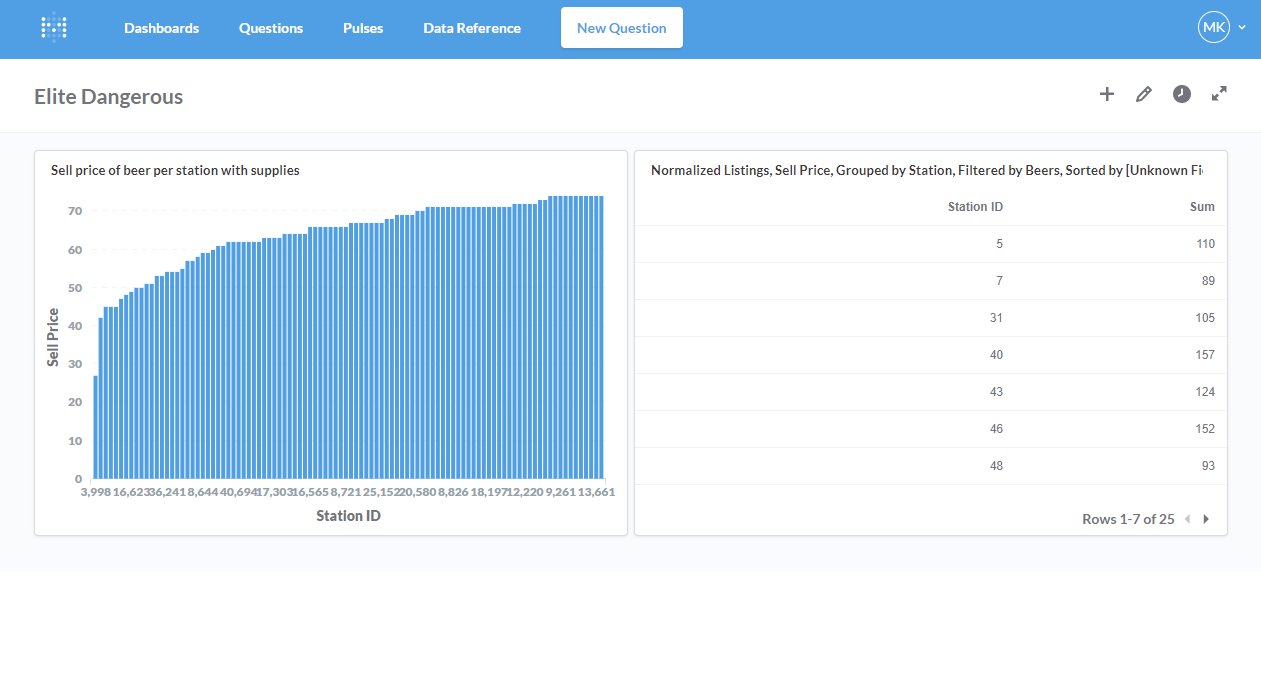 Dashboards Questions Pulses Data Reference New Question MK
Elite Dangerous
Sell price of beer per station with supplies
70
60
50
40
30
20
10
0
Sell Price
3,998 16,623 36,241 8,644 40,694 17,303 16,565 8,721 25,152 20,580 8,826 18,197 12,220 9,261 13,661
Station ID
Normalized Listings, Sell Price, Grouped by Station, Filtered by Beers, Sorted by [Unknown Fi
Station ID Sum
5 110
7 89
31 105
40 157
43 124
46 152
48 93
Rows 1-7 of 25